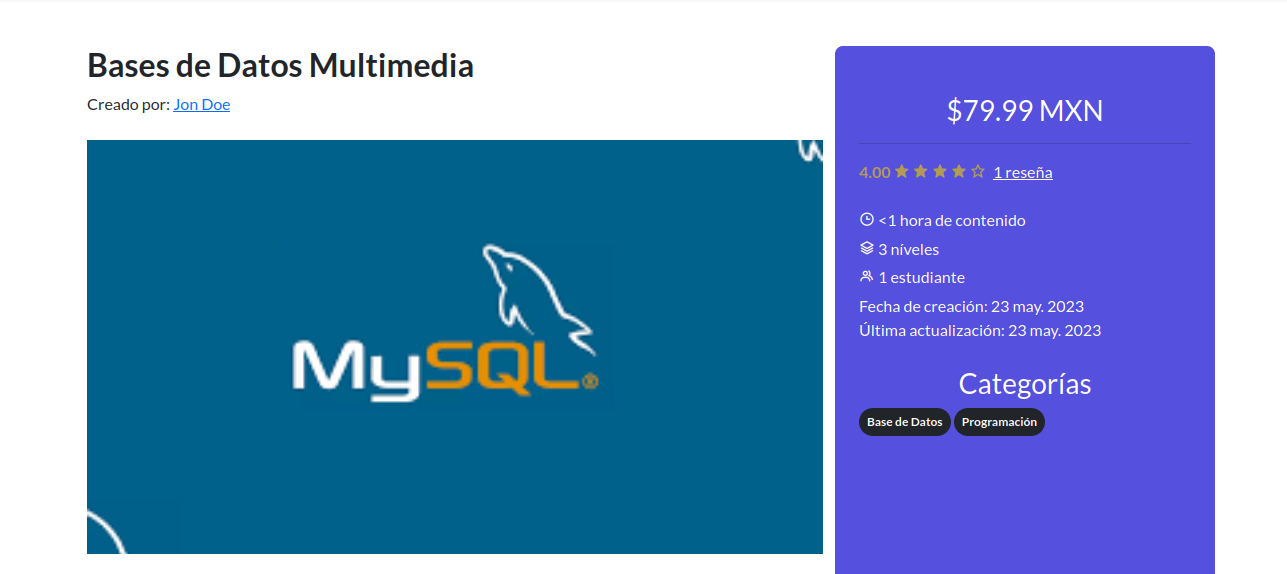 Bases de Datos Multimedia
Creado por: Jon Doe
MySQL®
$79.99 MXN
4.00 1 reseña
<1 hora de contenido
3 níveles
1 estudiante
Fecha de creación: 23 may. 2023
Última actualización: 23 may. 2023
Categorías
Base de Datos Programación